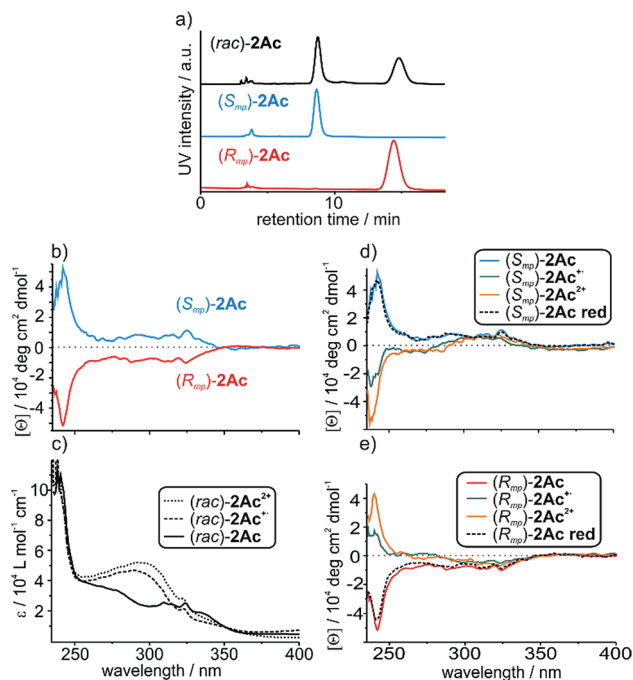 a)
(rac)-2Ac
(Smp)-2Ac
(Rmp)-2Ac
UV intensity / a.u.
0 10
retention time / min
b)
(Smp)-2Ac
(Rmp)-2Ac
[Θ] / 10⁴ deg cm² dmol⁻¹
4
2
0
-2
-4
d)
(Smp)-2Ac
(Smp)-2Ac⁺·
(Smp)-2Ac²⁺
(Smp)-2Ac red
[Θ] / 10⁴ deg cm² dmol⁻¹
4
2
0
-2
-4
c)
(rac)-2Ac²⁺
(rac)-2Ac⁺·
(rac)-2Ac
ε / 10⁴ L mol⁻¹ cm⁻¹
10
8
6
4
2
250 300 350 400
wavelength / nm
e)
(Rmp)-2Ac
(Rmp)-2Ac⁺·
(Rmp)-2Ac²⁺
(Rmp)-2Ac red
[Θ] / 10⁴ deg cm² dmol⁻¹
4
2
0
-2
-4
250 300 350 400
wavelength / nm